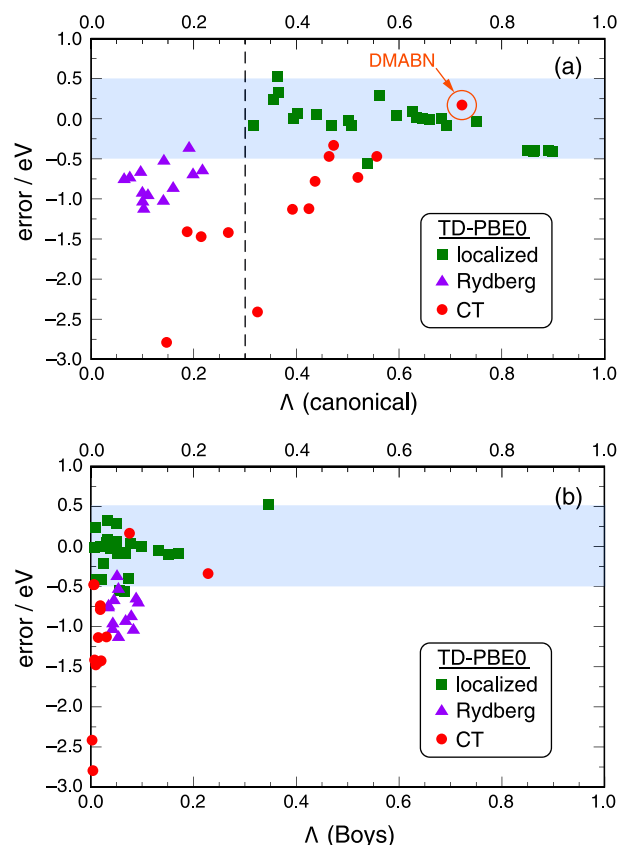 0.0 0.2 0.4 0.6 0.8 1.0
1.0
0.5
0.0
−0.5
−1.0
−1.5
−2.0
−2.5
−3.0
error / eV
(a)
DMABN
TD-PBE0
localized
Rydberg
CT
0.0 0.2 0.4 0.6 0.8 1.0
Λ (canonical)
0.0 0.2 0.4 0.6 0.8 1.0
1.0
0.5
0.0
−0.5
−1.0
−1.5
−2.0
−2.5
−3.0
error / eV
(b)
TD-PBE0
localized
Rydberg
CT
0.0 0.2 0.4 0.6 0.8 1.0
Λ (Boys)